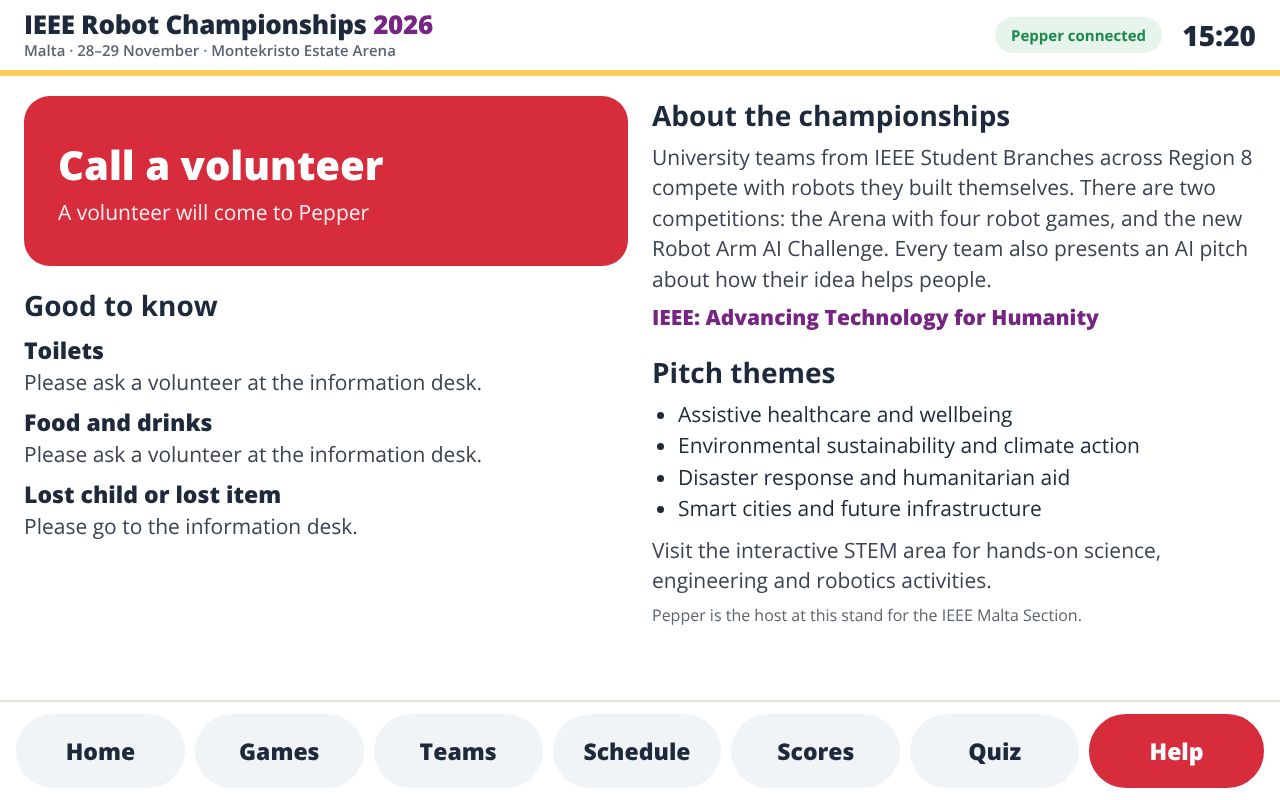 IEEE Robot Championships 2026
Malta · 28–29 November · Montekristo Estate Arena
Pepper connected
15:20
Call a volunteer
A volunteer will come to Pepper
Good to know
Toilets
Please ask a volunteer at the information desk.
Food and drinks
Please ask a volunteer at the information desk.
Lost child or lost item
Please go to the information desk.
About the championships
University teams from IEEE Student Branches across Region 8
compete with robots they built themselves. There are two
competitions: the Arena with four robot games, and the new
Robot Arm AI Challenge. Every team also presents an AI pitch
about how their idea helps people.
IEEE: Advancing Technology for Humanity
Pitch themes
• Assistive healthcare and wellbeing
• Environmental sustainability and climate action
• Disaster response and humanitarian aid
• Smart cities and future infrastructure
Visit the interactive STEM area for hands-on science,
engineering and robotics activities.
Pepper is the host at this stand for the IEEE Malta Section.
Home
Games
Teams
Schedule
Scores
Quiz
Help